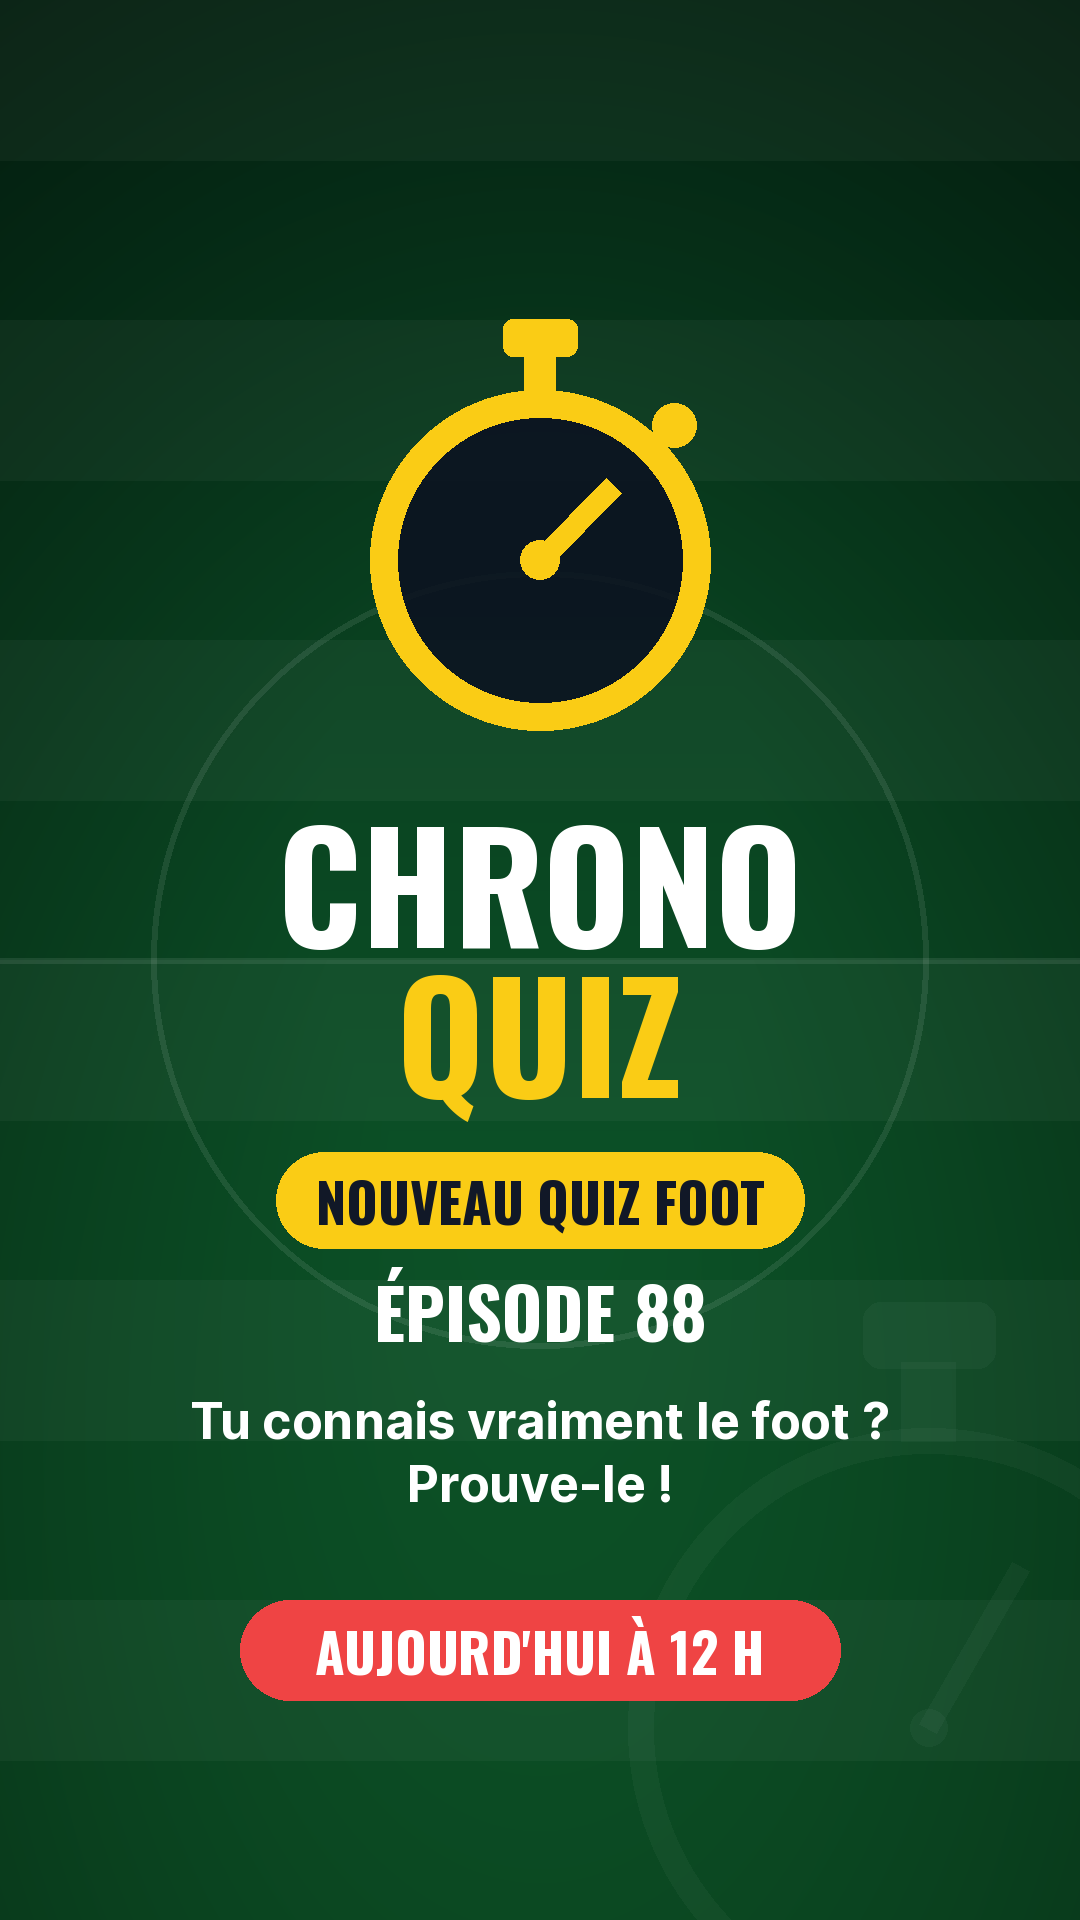 CHRONO
QUIZ
NOUVEAU QUIZ FOOT
ÉPISODE 88
Tu connais vraiment le foot ?
Prouve-le !
AUJOURD'HUI À 12 H